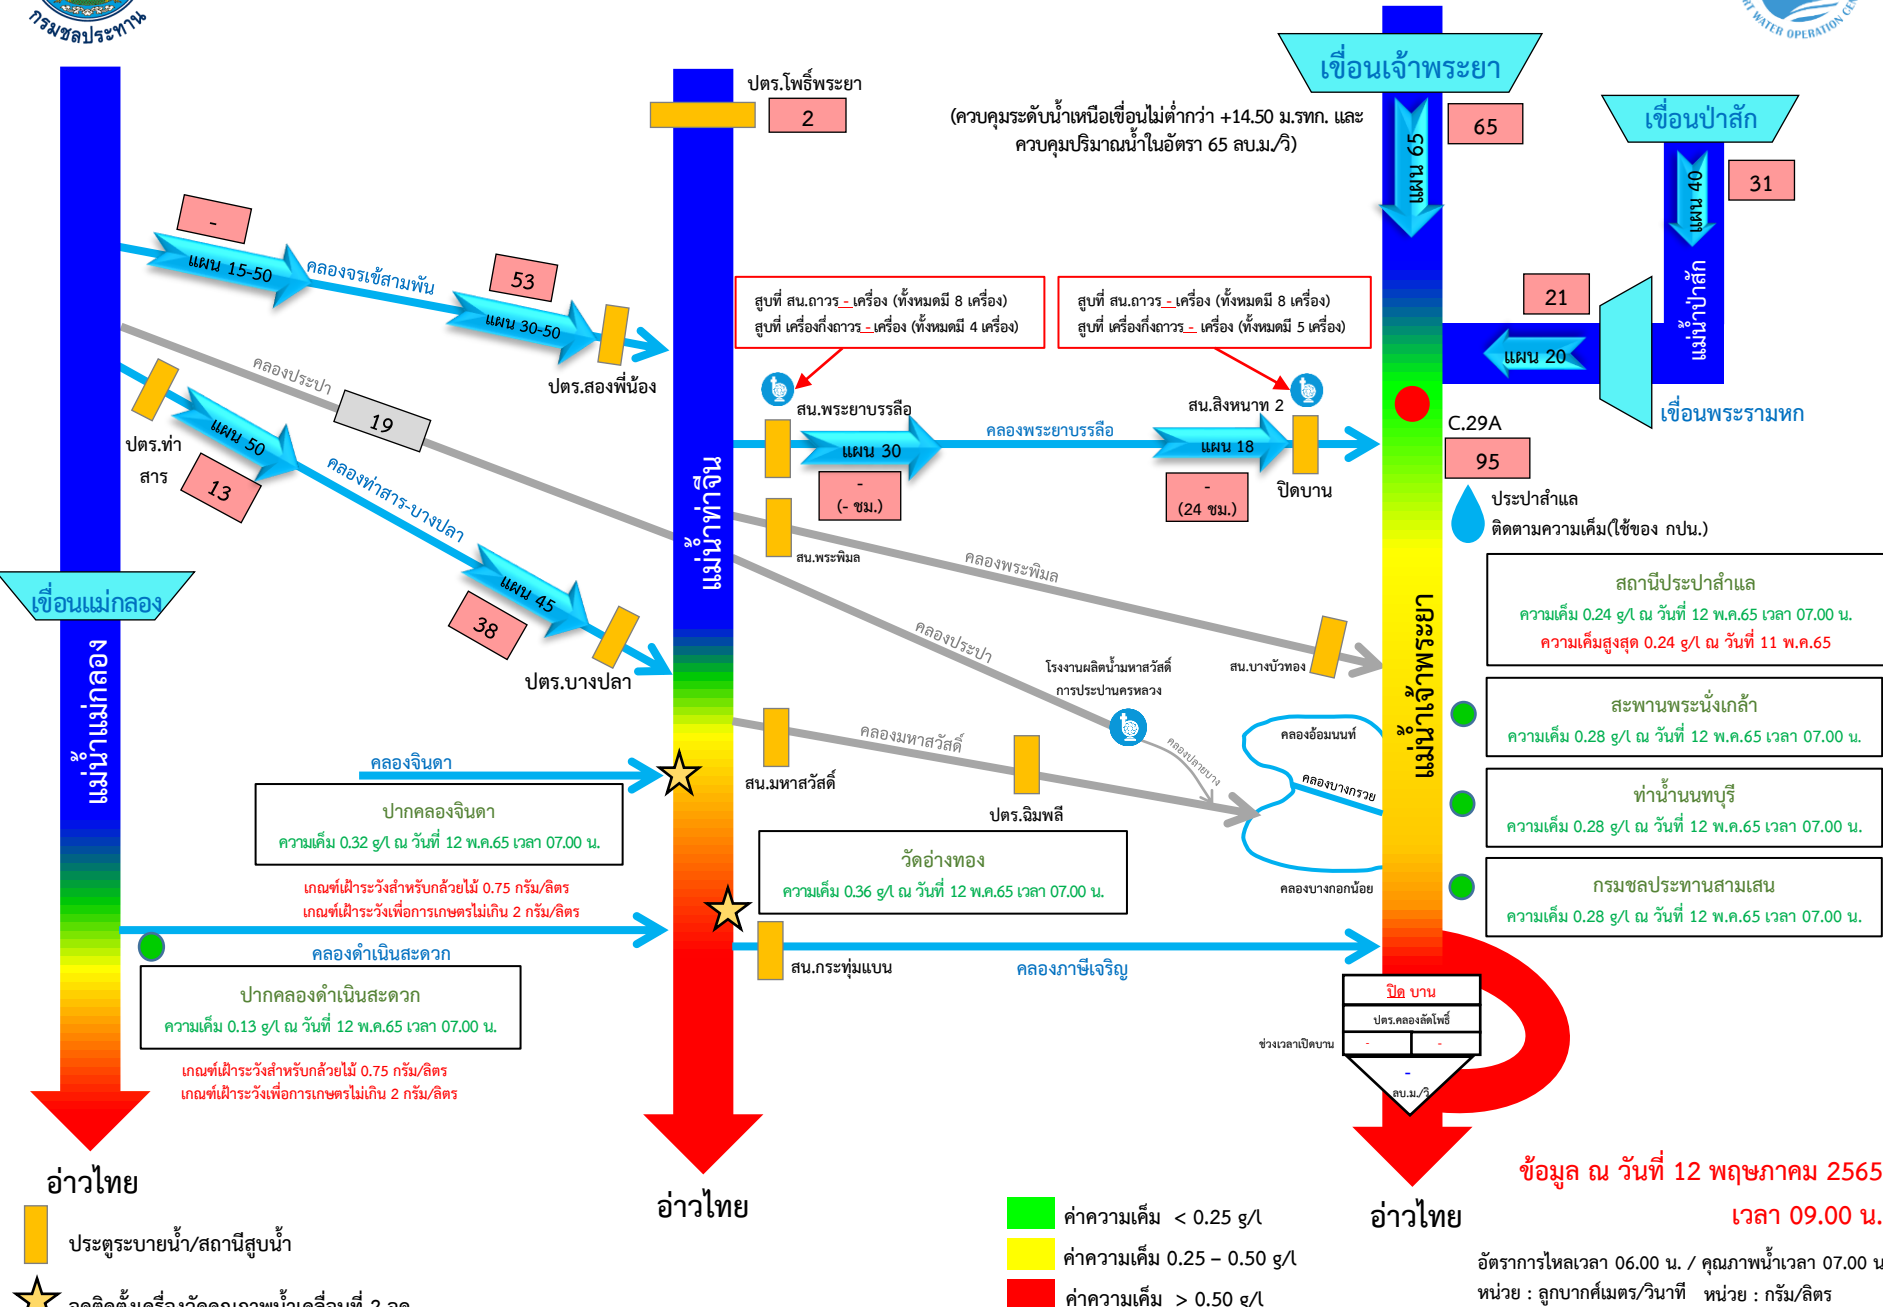 กรมชลประทาน
RT WATER OPERATION CEN
เขื่อนเจ้าพระยา
65
แผน 65
(ควบคุมระดับน้ำเหนือเขื่อนไม่ต่ำกว่า +14.50 ม.รทก. และ
ควบคุมปริมาณน้ำในอัตรา 65 ลบ.ม./วิ)
เขื่อนป่าสัก
31
แผน 40
แม่น้ำป่าสัก
21
แผน 20
เขื่อนพระรามหก
ปตร.โพธิ์พระยา
2
-
แผน 15-50
คลองจรเข้สามพัน
53
แผน 30-50
ปตร.สองพี่น้อง
คลองประปา
19
ปตร.ท่า
สาร
แผน 50
13
คลองท่าสาร-บางปลา
แผน 45
38
ปตร.บางปลา
สูบที่ สน.ถาวร - เครื่อง (ทั้งหมดมี 8 เครื่อง)
สูบที่ เครื่องกึ่งถาวร - เครื่อง (ทั้งหมดมี 4 เครื่อง)
สูบที่ สน.ถาวร - เครื่อง (ทั้งหมดมี 8 เครื่อง)
สูบที่ เครื่องกึ่งถาวร - เครื่อง (ทั้งหมดมี 5 เครื่อง)
สน.พระยาบรรลือ
แผน 30
-
(- ชม.)
คลองพระยาบรรลือ
สน.สิงหนาท 2
แผน 18
-
(24 ชม.)
ปิดบาน
C.29A
95
ประปาสำแล
ติดตามความเค็ม(ใช้ของ กปน.)
แม่น้ำท่าจีน
สน.พระพิมล
คลองพระพิมล
คลองประปา
สน.บางบัวทอง
โรงงานผลิตน้ำมหาสวัสดิ์
การประปานครหลวง
คลองปลายบาง
แม่น้ำเจ้าพระยา
สถานีประปาสำแล
ความเค็ม 0.24 g/l ณ วันที่ 12 พ.ค.65 เวลา 07.00 น.
ความเค็มสูงสุด 0.24 g/l ณ วันที่ 11 พ.ค.65
สะพานพระนั่งเกล้า
ความเค็ม 0.28 g/l ณ วันที่ 12 พ.ค.65 เวลา 07.00 น.
ท่าน้ำนนทบุรี
ความเค็ม 0.28 g/l ณ วันที่ 12 พ.ค.65 เวลา 07.00 น.
กรมชลประทานสามเสน
ความเค็ม 0.28 g/l ณ วันที่ 12 พ.ค.65 เวลา 07.00 น.
เขื่อนแม่กลอง
แม่น้ำแม่กลอง
คลองจินดา
ปากคลองจินดา
ความเค็ม 0.32 g/l ณ วันที่ 12 พ.ค.65 เวลา 07.00 น.
เกณฑ์เฝ้าระวังสำหรับกล้วยไม้ 0.75 กรัม/ลิตร
เกณฑ์เฝ้าระวังเพื่อการเกษตรไม่เกิน 2 กรัม/ลิตร
สน.มหาสวัสดิ์
คลองมหาสวัสดิ์
ปตร.ฉิมพลี
คลองอ้อมนนท์
คลองบางกรวย
คลองบางกอกน้อย
วัดอ่างทอง
ความเค็ม 0.36 g/l ณ วันที่ 12 พ.ค.65 เวลา 07.00 น.
คลองดำเนินสะดวก
ปากคลองดำเนินสะดวก
ความเค็ม 0.13 g/l ณ วันที่ 12 พ.ค.65 เวลา 07.00 น.
เกณฑ์เฝ้าระวังสำหรับกล้วยไม้ 0.75 กรัม/ลิตร
เกณฑ์เฝ้าระวังเพื่อการเกษตรไม่เกิน 2 กรัม/ลิตร
สน.กระทุ่มแบน
คลองภาษีเจริญ
ปิด บาน
ปตร.คลองลัดโพธิ์
ช่วงเวลาเปิดบาน
- -
-
ลบ.ม./วิ
อ่าวไทย
อ่าวไทย
อ่าวไทย
ข้อมูล ณ วันที่ 12 พฤษภาคม 2565
เวลา 09.00 น.
อัตราการไหลเวลา 06.00 น. / คุณภาพน้ำเวลา 07.00 น
หน่วย : ลูกบาศก์เมตร/วินาที หน่วย : กรัม/ลิตร
ประตูระบายน้ำ/สถานีสูบน้ำ
จุดติดตั้งเครื่องวัดคุณภาพน้ำเคลื่อนที่ 2 จุด
ค่าความเค็ม < 0.25 g/l
ค่าความเค็ม 0.25 – 0.50 g/l
ค่าความเค็ม > 0.50 g/l